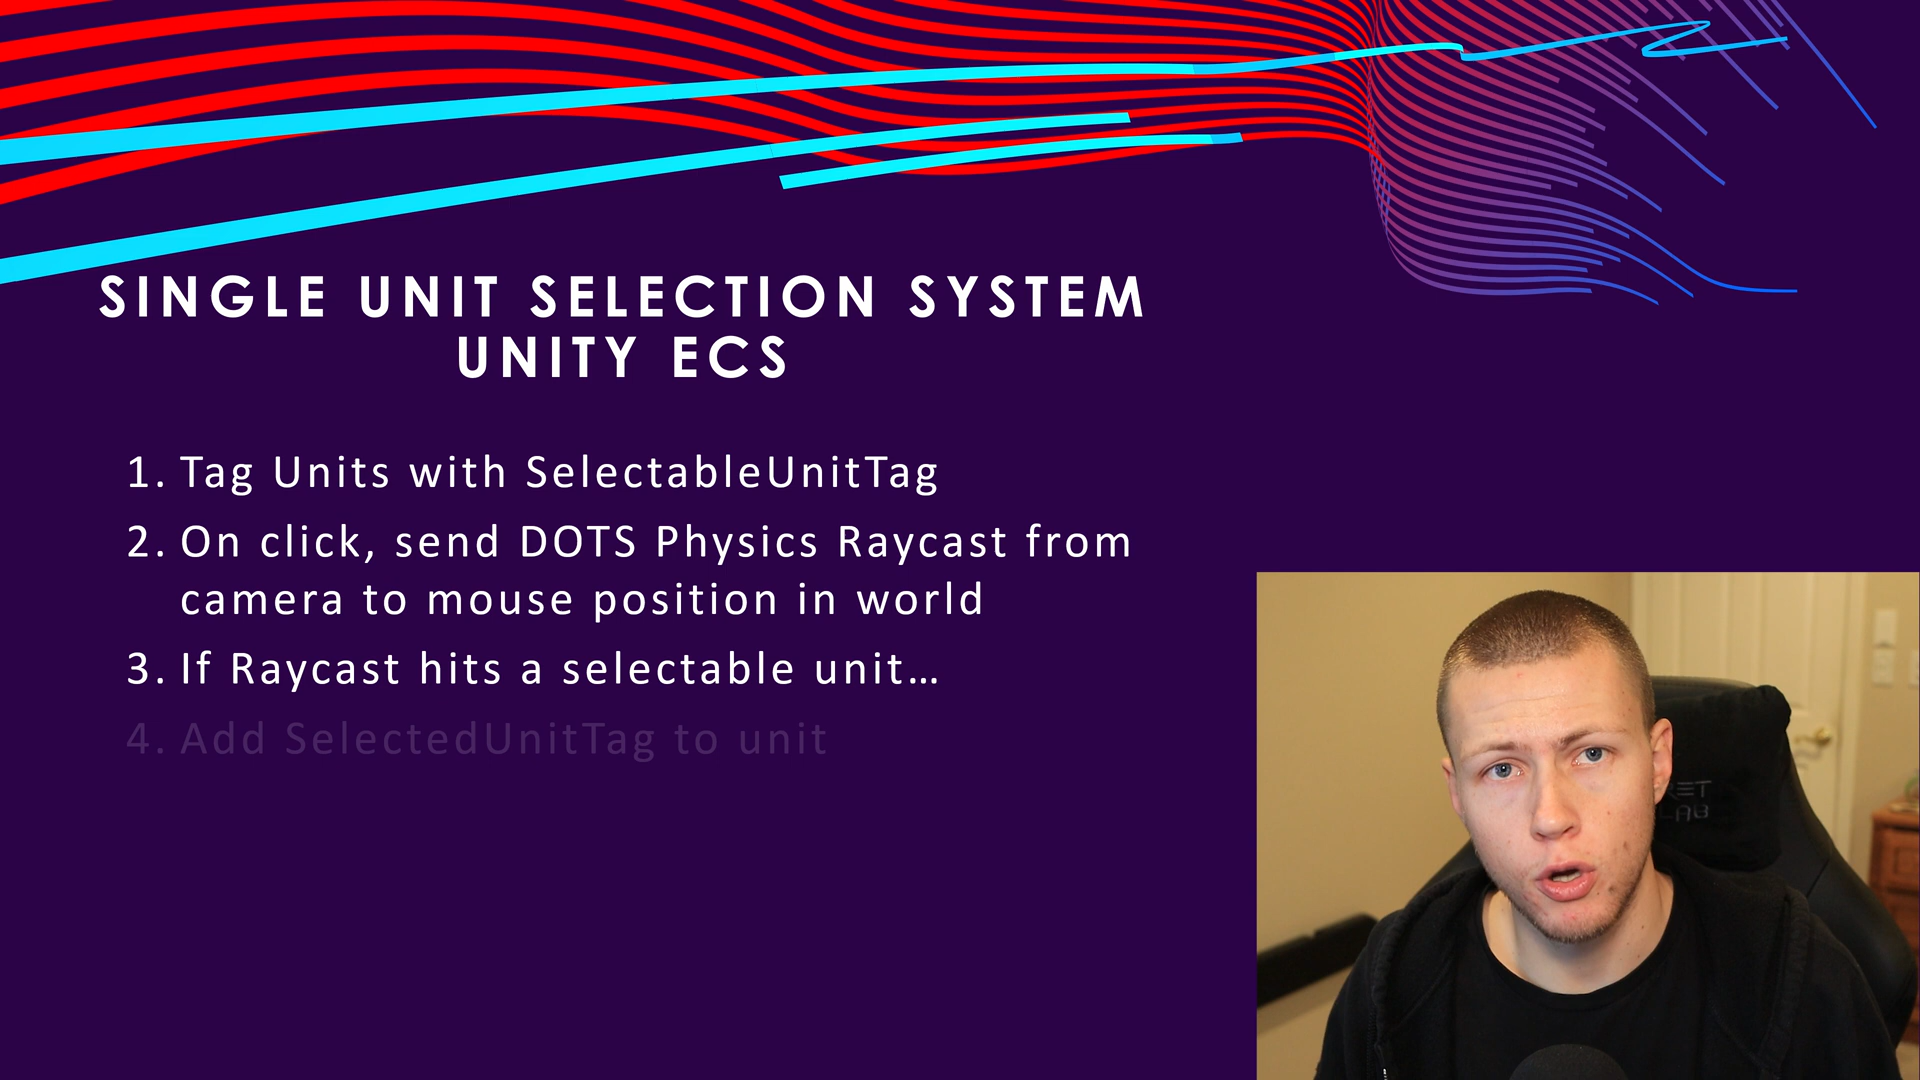 SINGLE UNIT SELECTION SYSTEM
UNITY ECS
1. Tag Units with SelectableUnitTag
2. On click, send DOTS Physics Raycast from
camera to mouse position in world
3. If Raycast hits a selectable unit…
4. Add SelectedUnitTag to unit